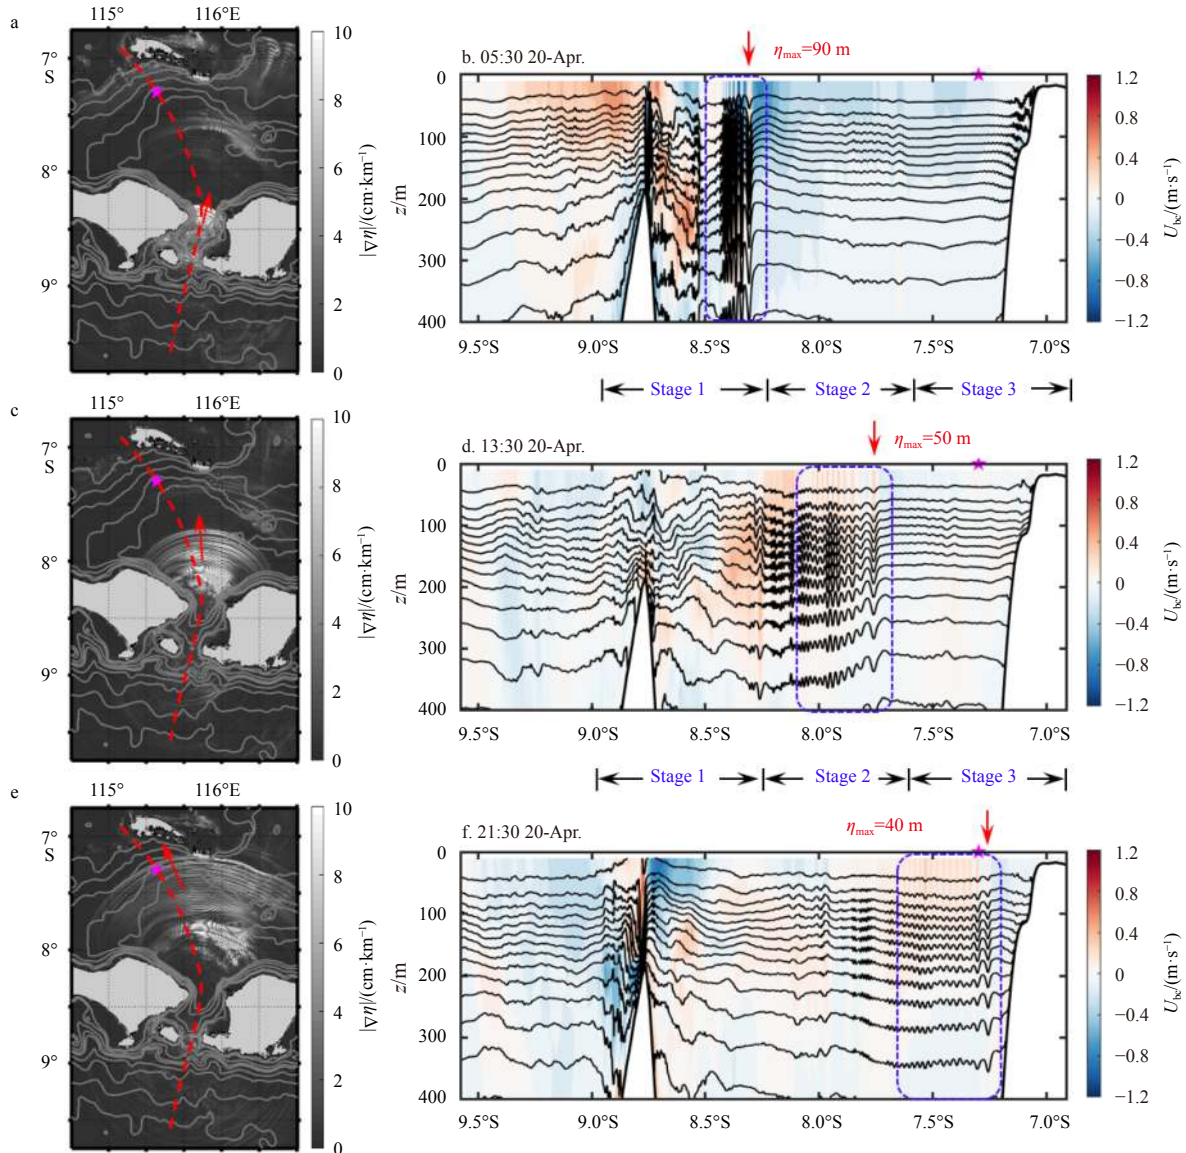 a
115°
116°E
7°
S
8°
9°
10
8
6
4
2
0
|∇η|/(cm·km⁻¹)
b. 05:30 20-Apr.
ηmax=90 m
0
100
200
300
400
z/m
9.5°S
9.0°S
8.5°S
8.0°S
7.5°S
7.0°S
1.2
0.8
0.4
0
−0.4
−0.8
−1.2
Ubc/(m·s⁻¹)
Stage 1
Stage 2
Stage 3
c
115°
116°E
7°
S
8°
9°
10
8
6
4
2
0
|∇η|/(cm·km⁻¹)
d. 13:30 20-Apr.
ηmax=50 m
0
100
200
300
400
z/m
9.5°S
9.0°S
8.5°S
8.0°S
7.5°S
7.0°S
1.2
0.8
0.4
0
−0.4
−0.8
−1.2
Ubc/(m·s⁻¹)
Stage 1
Stage 2
Stage 3
e
115°
116°E
7°
S
8°
9°
10
8
6
4
2
0
|∇η|/(cm·km⁻¹)
f. 21:30 20-Apr.
ηmax=40 m
0
100
200
300
400
z/m
9.5°S
9.0°S
8.5°S
8.0°S
7.5°S
7.0°S
1.2
0.8
0.4
0
−0.4
−0.8
−1.2
Ubc/(m·s⁻¹)